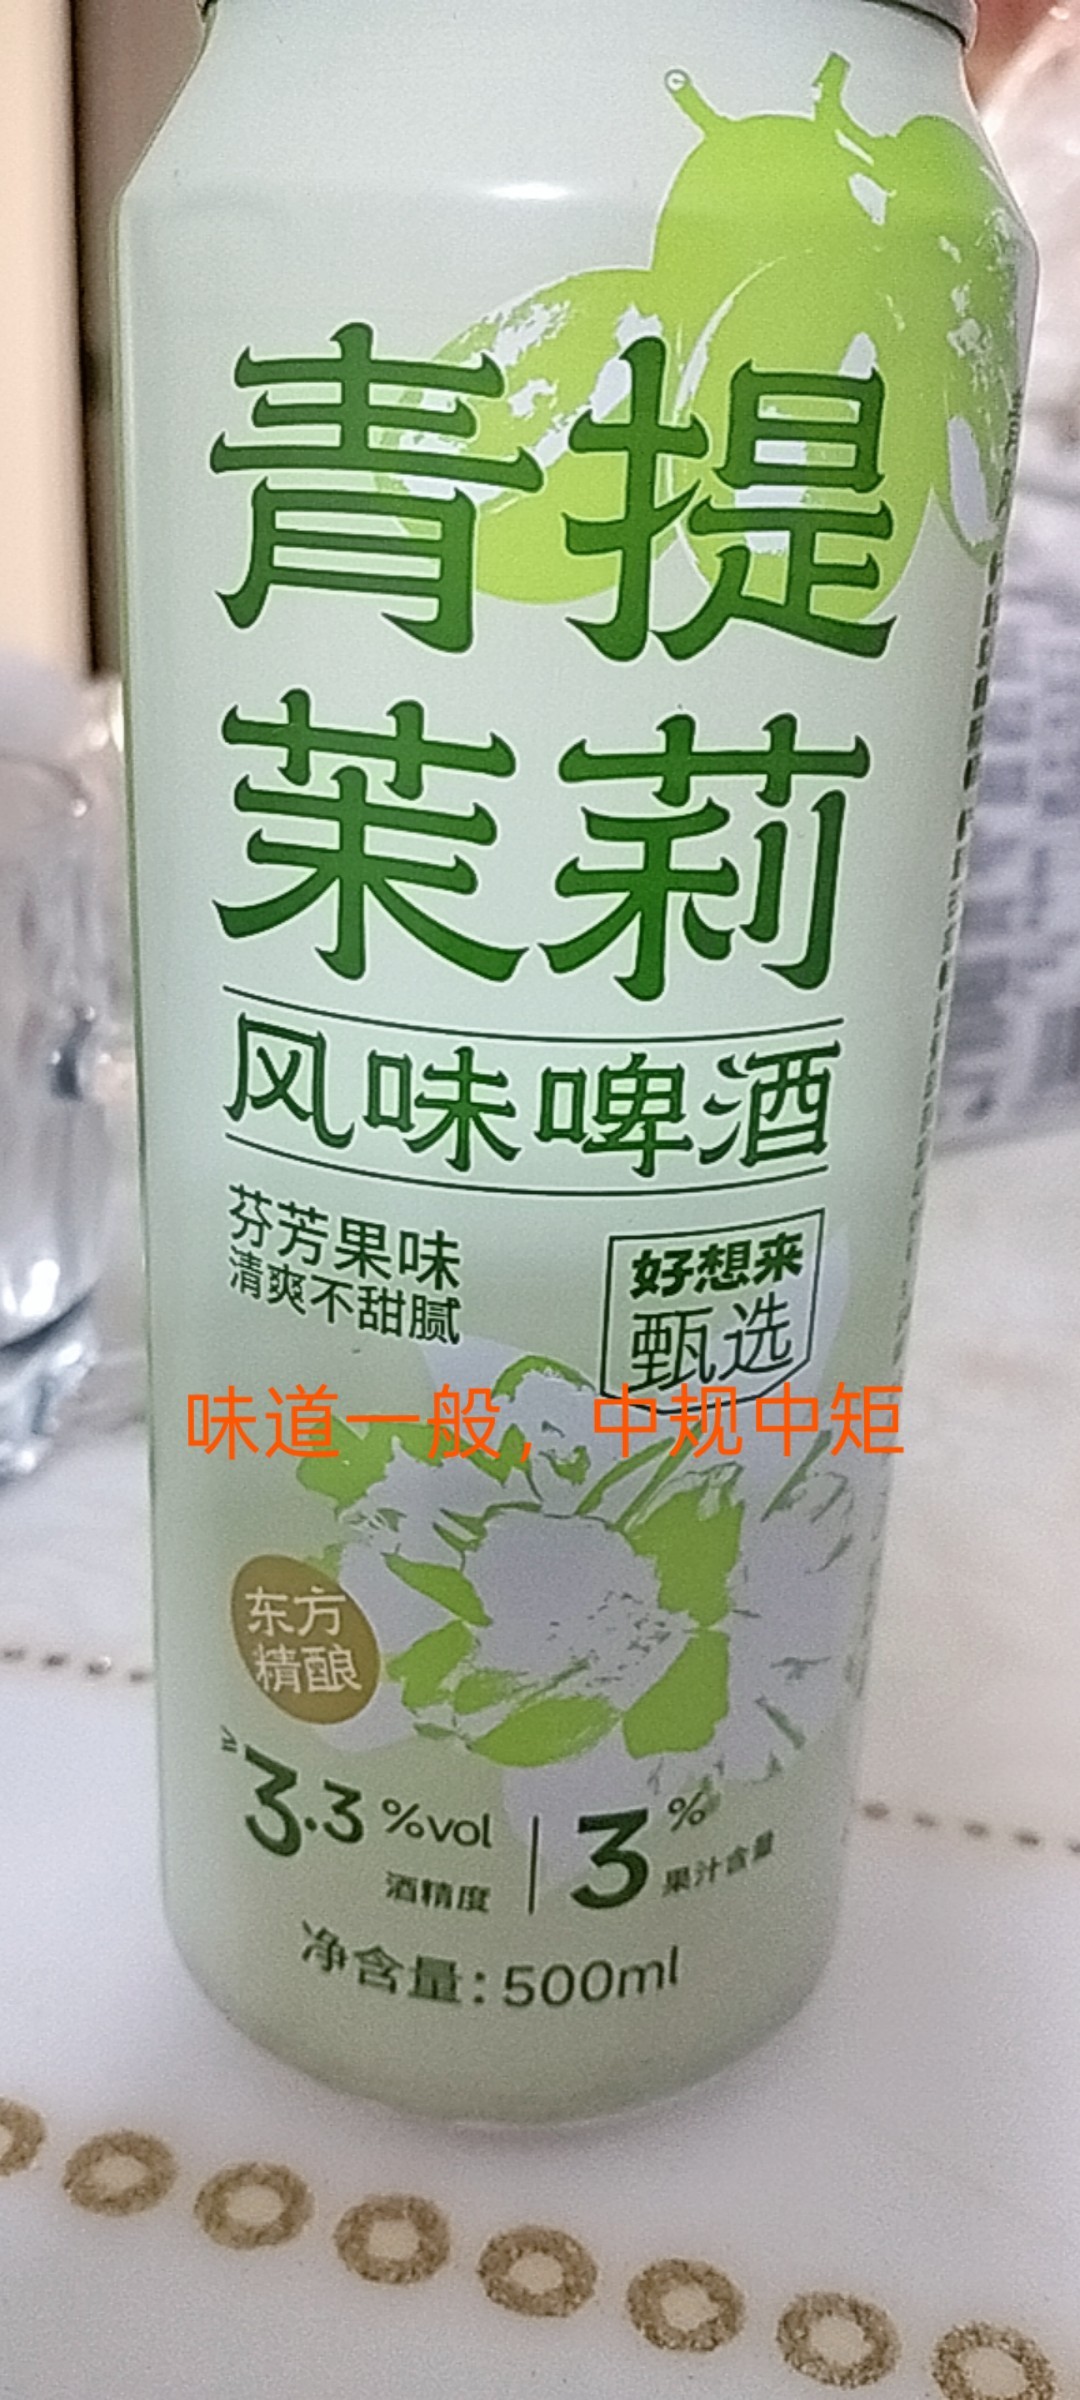 青提
茉莉
风味啤酒
芬芳果味
清爽不甜腻
好想来
甄选
味道一般，中规中矩
东方
精酿
≥3.3%vol
酒精度
3%
果汁含量
净含量:500ml